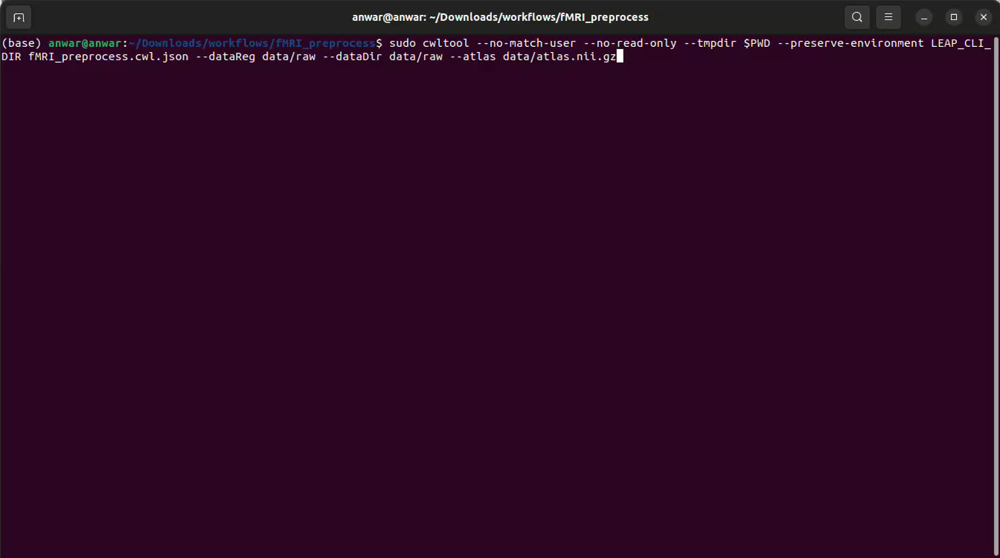 anwar@anwar: ~/Downloads/workflows/fMRI_preprocess
(base) anwar@anwar:~/Downloads/workflows/fMRI_preprocess$ sudo cwltool --no-match-user --no-read-only --tmpdir $PWD --preserve-environment LEAP_CLI_
DIR fMRI_preprocess.cwl.json --dataReg data/raw --dataDir data/raw --atlas data/atlas.nii.gz